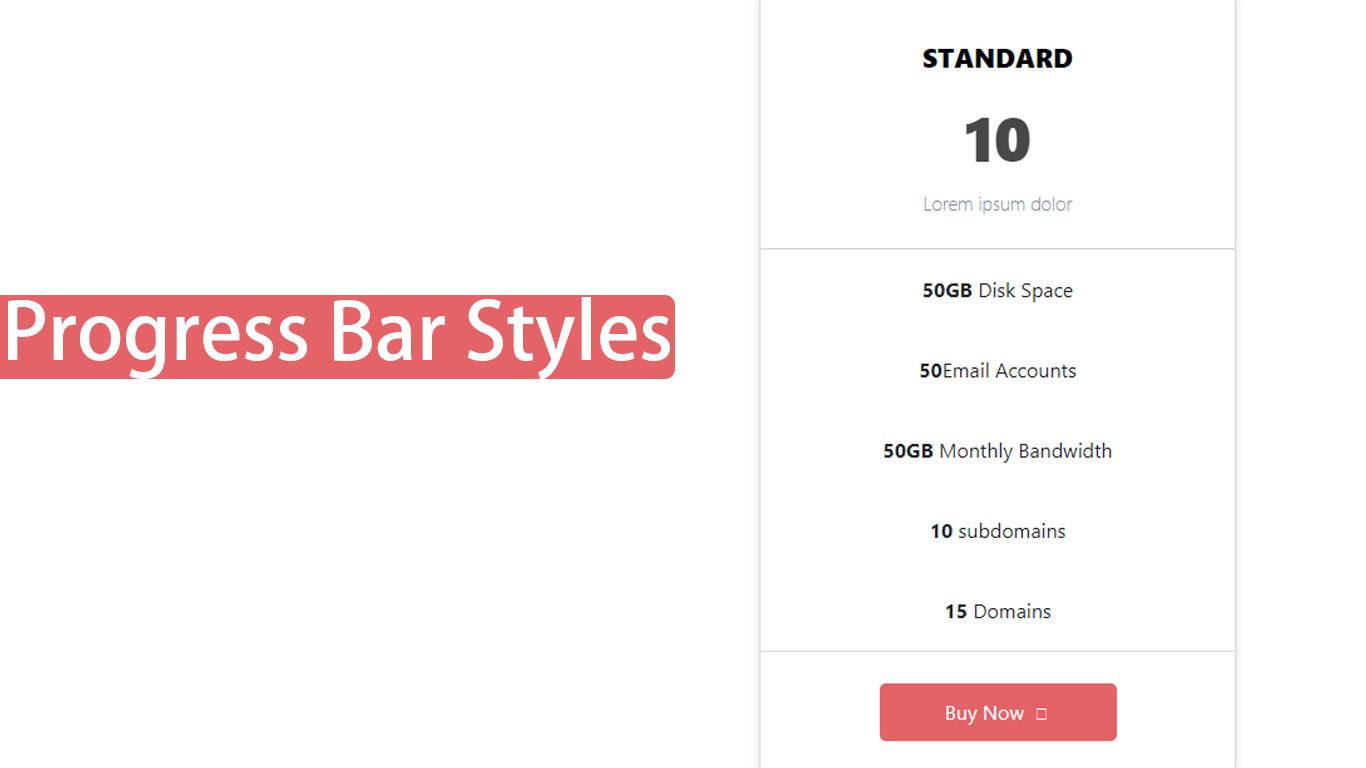 Progress Bar Styles
STANDARD
10
Lorem ipsum dolor
50GB Disk Space
50Email Accounts
50GB Monthly Bandwidth
10 subdomains
15 Domains
Buy Now